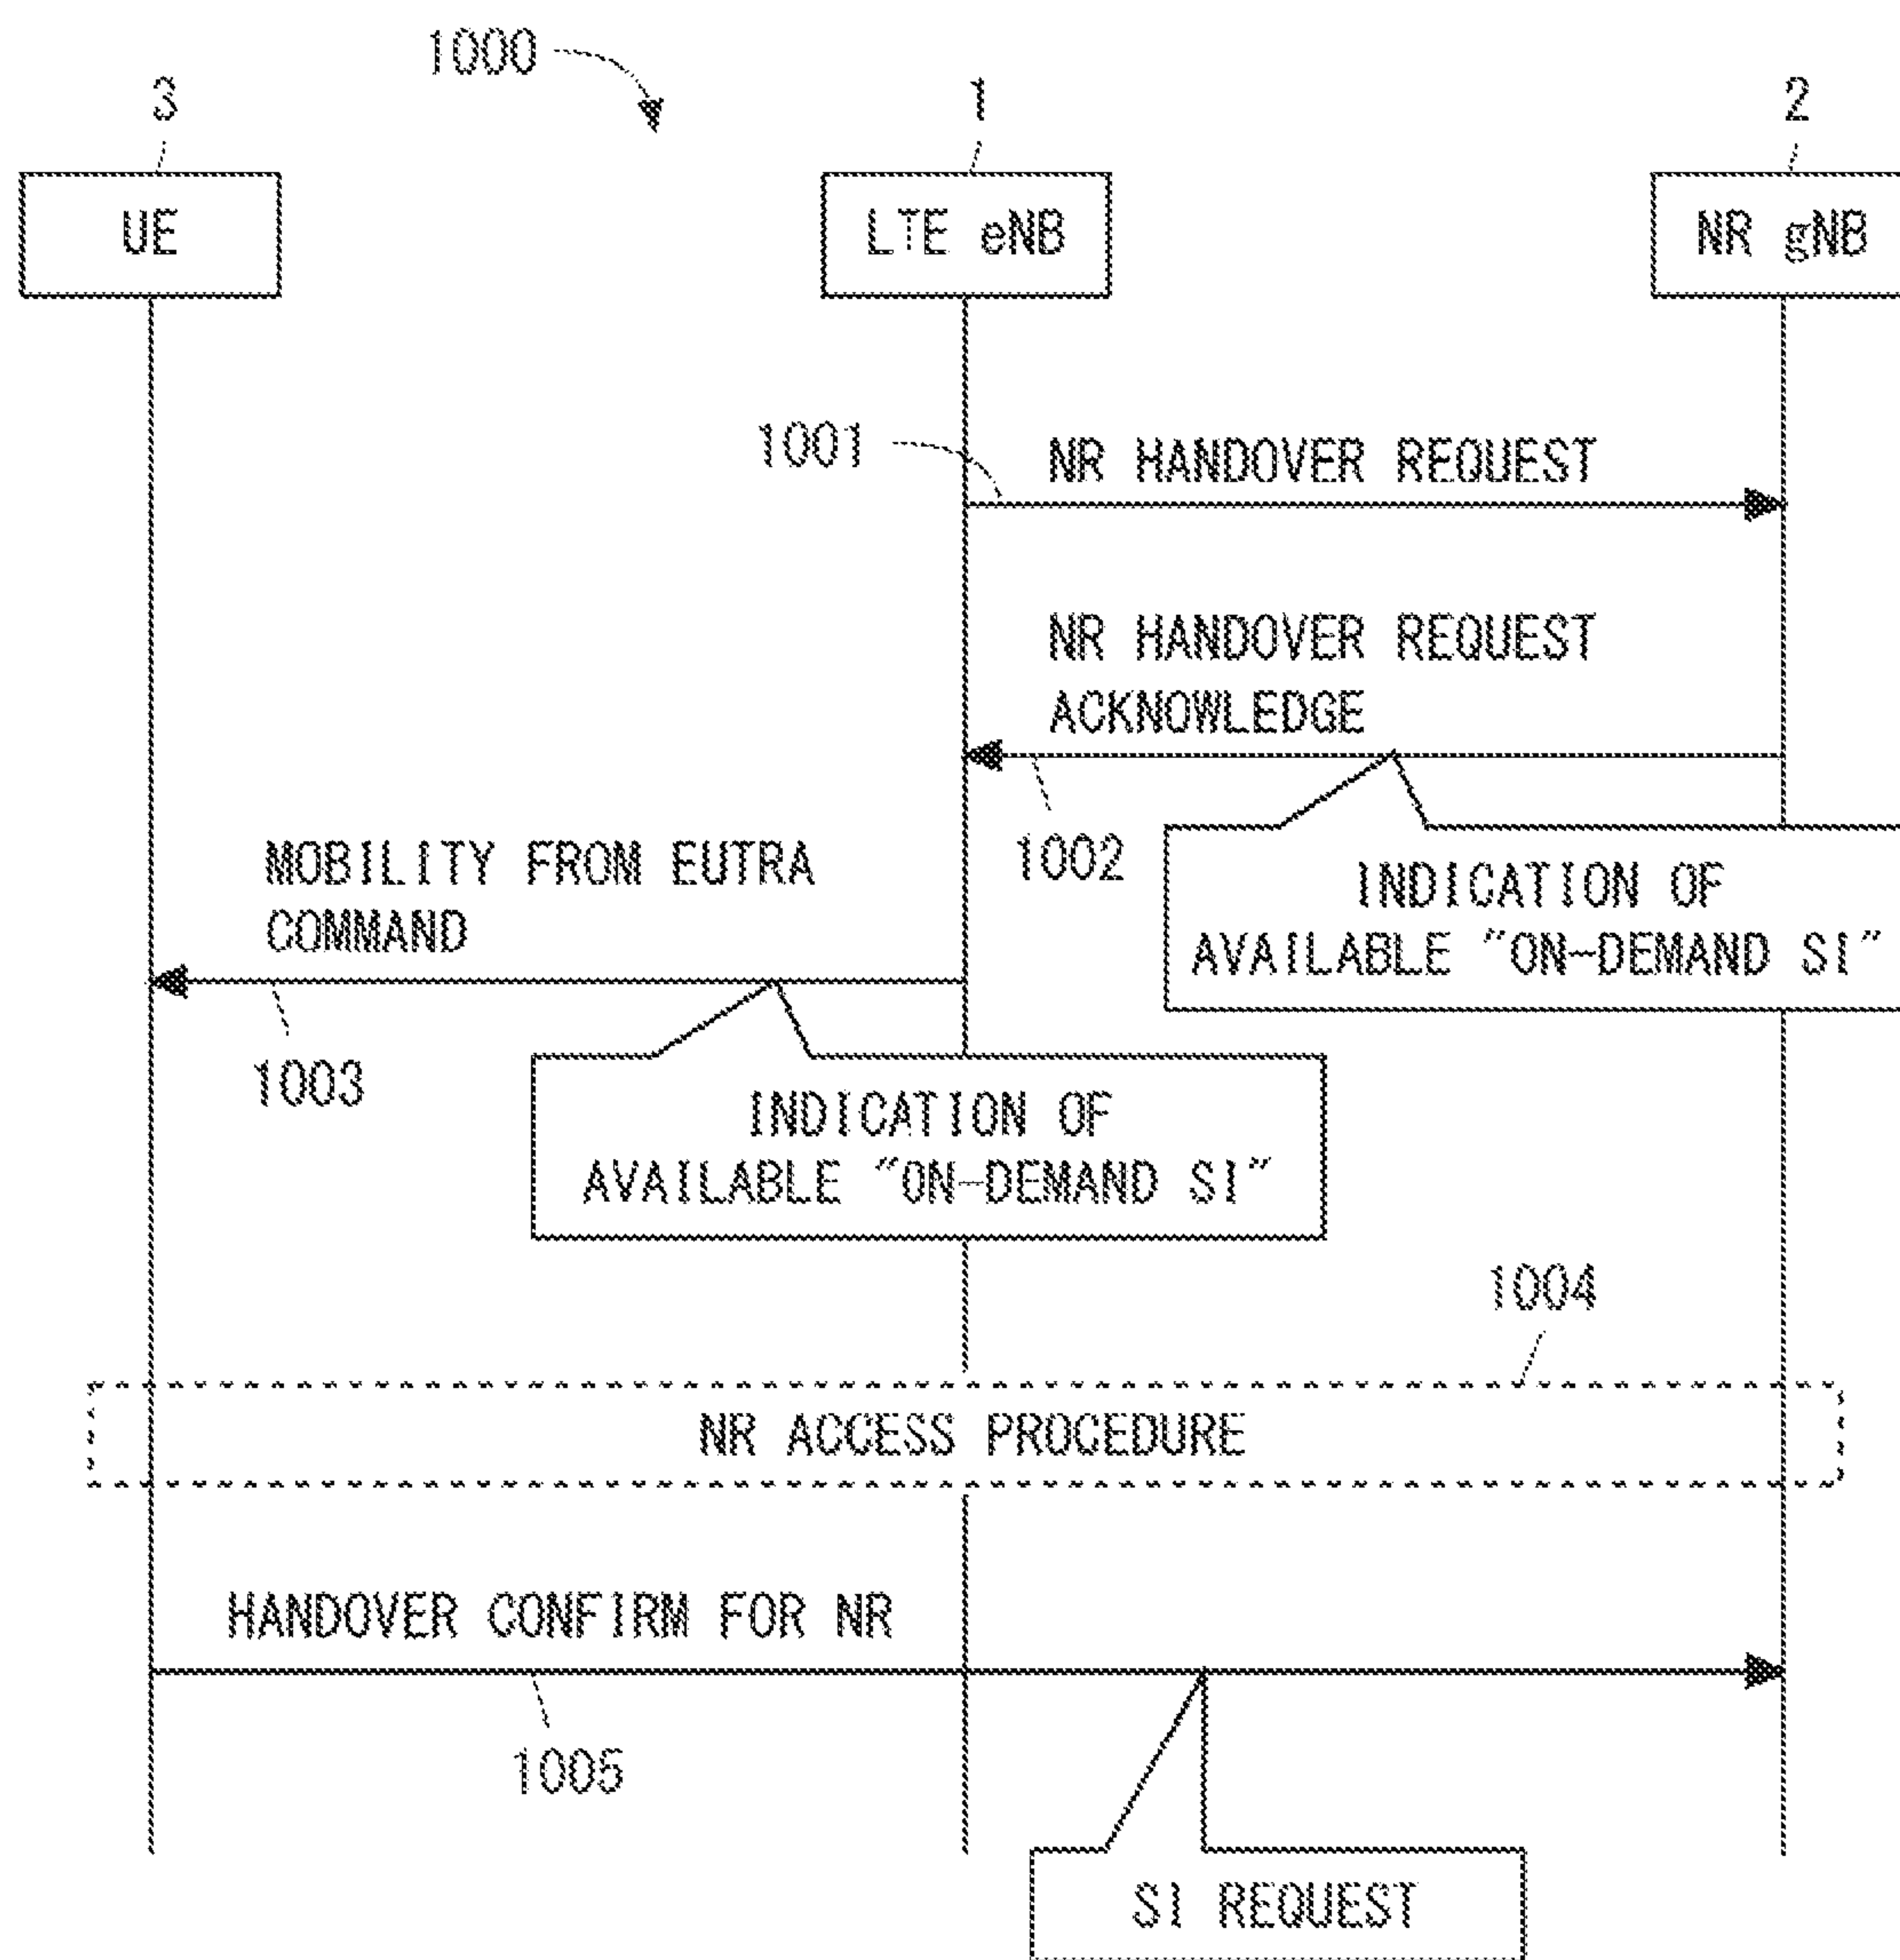 1000
3
1
2
UE
LTE eNB
NR gNB
1001
NR HANDOVER REQUEST
NR HANDOVER REQUEST
ACKNOWLEDGE
1002
INDICATION OF
AVAILABLE "ON-DEMAND SI"
MOBILITY FROM EUTRA
COMMAND
1003
INDICATION OF
AVAILABLE "ON-DEMAND SI"
1004
NR ACCESS PROCEDURE
HANDOVER CONFIRM FOR NR
1005
SI REQUEST